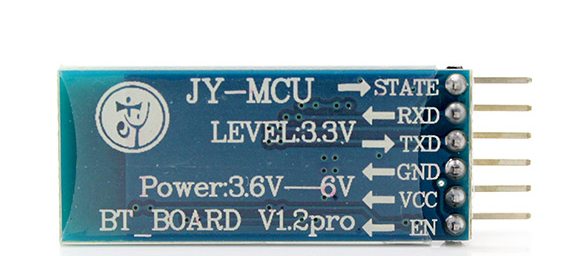 JY-MCU
LEVEL:3.3V
Power:3.6V—6V
BT_BOARD V1.2pro
STATE
RXD
TXD
GND
VCC
EN